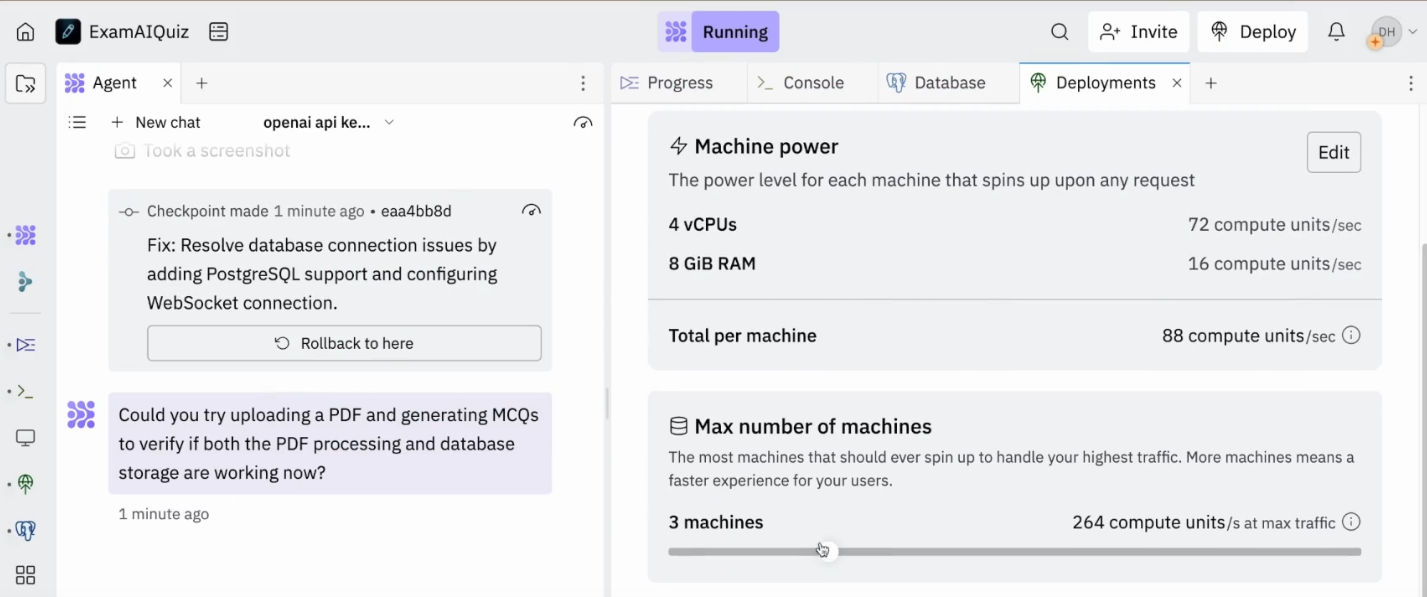 ExamAIQuiz
Running
Invite
Deploy
DH
Agent
Progress
Console
Database
Deployments
New chat
openai api ke...
Took a screenshot
Checkpoint made 1 minute ago • eaa4bb8d
Fix: Resolve database connection issues by
adding PostgreSQL support and configuring
WebSocket connection.
Rollback to here
Could you try uploading a PDF and generating MCQs
to verify if both the PDF processing and database
storage are working now?
1 minute ago
Machine power
Edit
The power level for each machine that spins up upon any request
4 vCPUs 72 compute units/sec
8 GiB RAM 16 compute units/sec
Total per machine 88 compute units/sec
Max number of machines
The most machines that should ever spin up to handle your highest traffic. More machines means a
faster experience for your users.
3 machines 264 compute units/s at max traffic